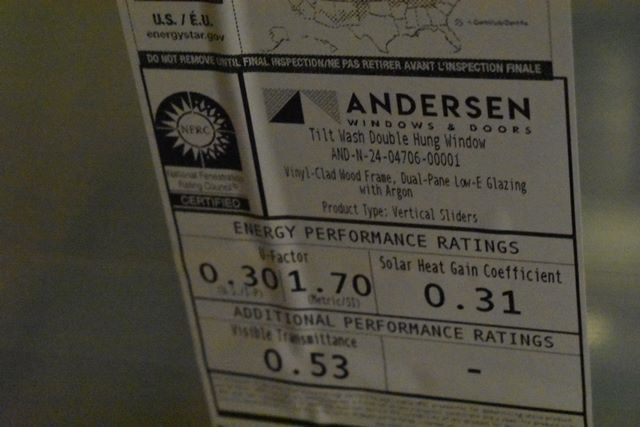 U.S. / É.U.
energystar.gov
DO NOT REMOVE UNTIL FINAL INSPECTION/NE PAS RETIRER AVANT L'INSPECTION FINALE
NFRC
National Fenestration
Rating Council®
CERTIFIED
ANDERSEN
WINDOWS & DOORS
Tilt Wash Double Hung Window
AND-N-24-04706-00001
Vinyl-Clad Wood Frame, Dual-Pane Low-E Glazing
with Argon
Product Type: Vertical Sliders
ENERGY PERFORMANCE RATINGS
U-Factor
0.30
(U.S./I-P)
1.70
(Metric/SI)
Solar Heat Gain Coefficient
0.31
ADDITIONAL PERFORMANCE RATINGS
Visible Transmittance
0.53
-